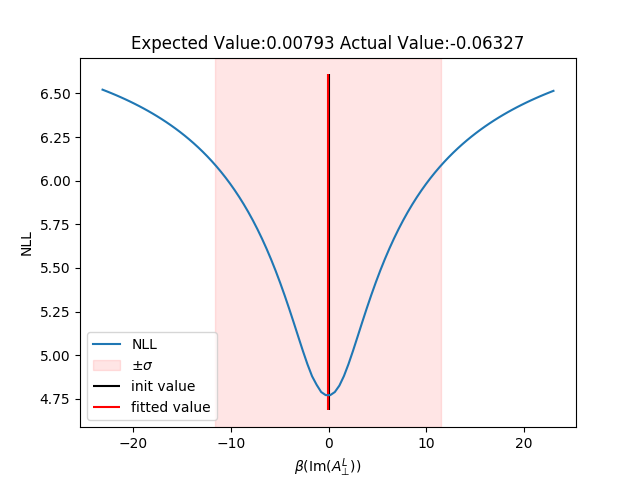 Expected Value:0.00793 Actual Value:-0.06327
NLL
6.50
6.25
6.00
5.75
5.50
5.25
5.00
4.75
NLL
±σ
init value
fitted value
−20
−10
0
10
20
β(Im(A⊥ᴸ))